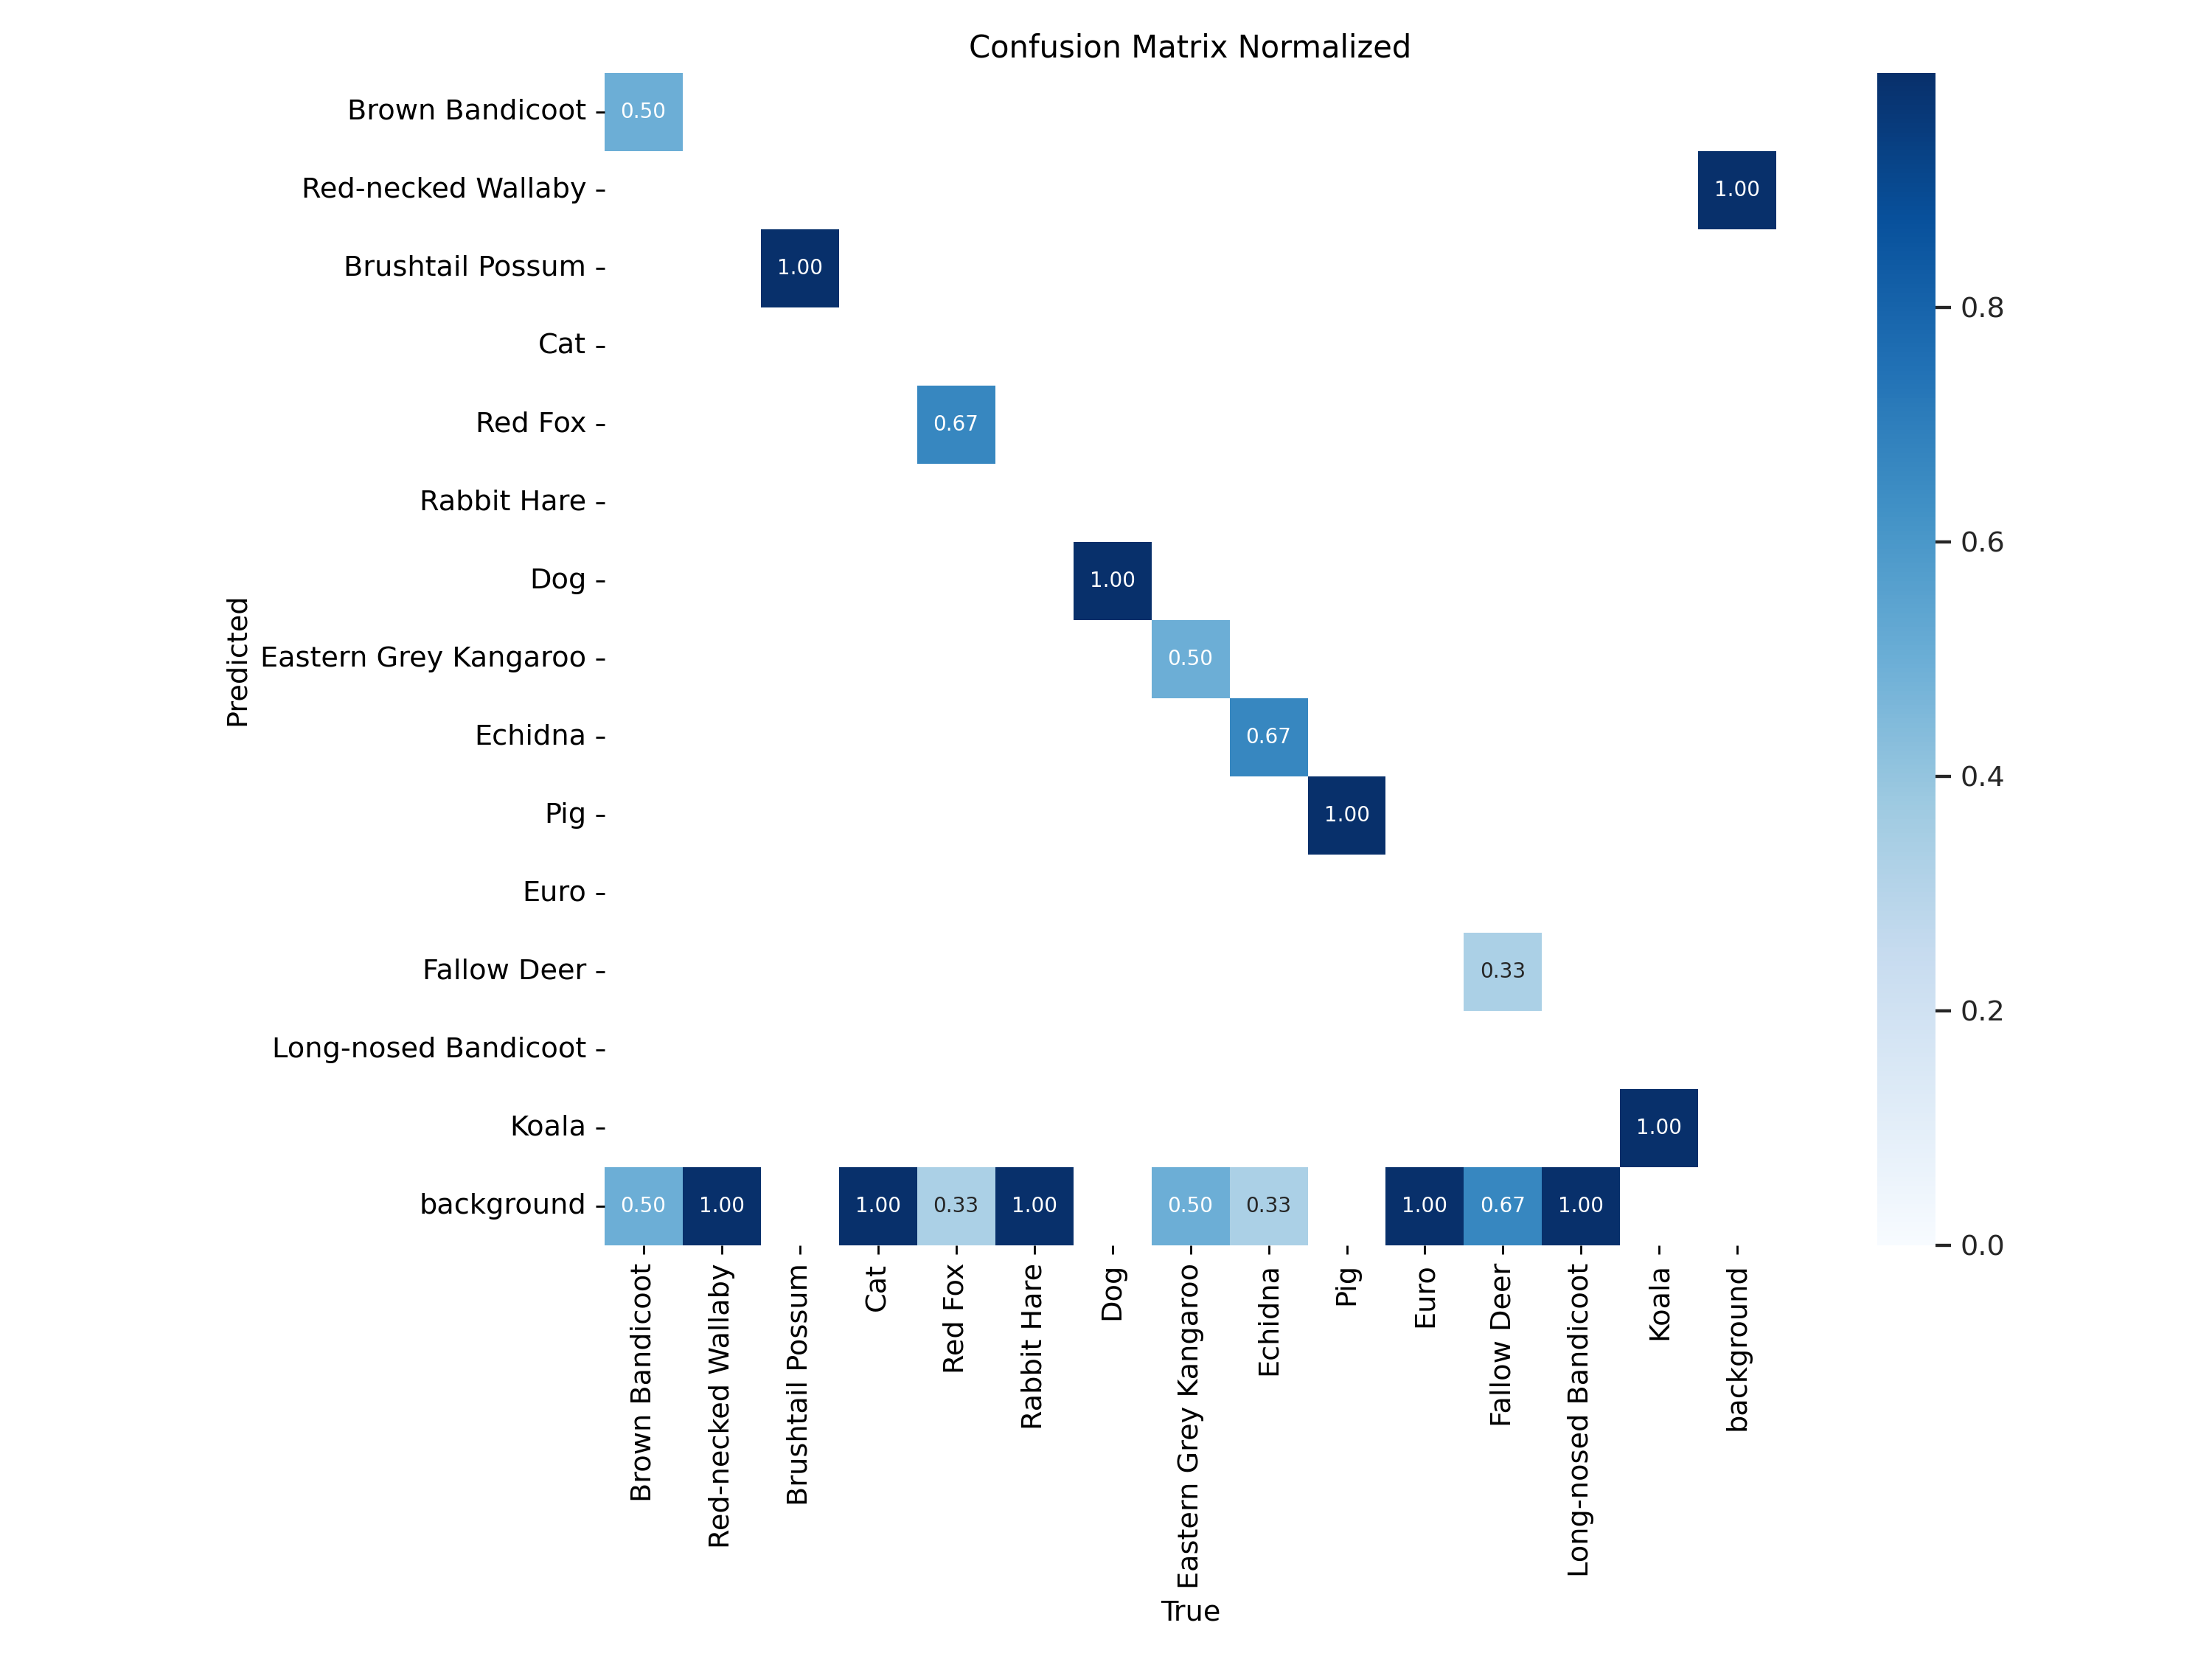 Confusion Matrix Normalized
Brown Bandicoot
0.50
Red-necked Wallaby
1.00
Brushtail Possum
1.00
Cat
Red Fox
0.67
Rabbit Hare
Dog
1.00
Eastern Grey Kangaroo
0.50
Echidna
0.67
Pig
1.00
Euro
Fallow Deer
0.33
Long-nosed Bandicoot
Koala
1.00
background
0.50 1.00 1.00 0.33 1.00 0.50 0.33 1.00 0.67 1.00
Predicted
Brown Bandicoot
Red-necked Wallaby
Brushtail Possum
Cat
Red Fox
Rabbit Hare
Dog
Eastern Grey Kangaroo
Echidna
Pig
Euro
Fallow Deer
Long-nosed Bandicoot
Koala
background
True
0.8
0.6
0.4
0.2
0.0